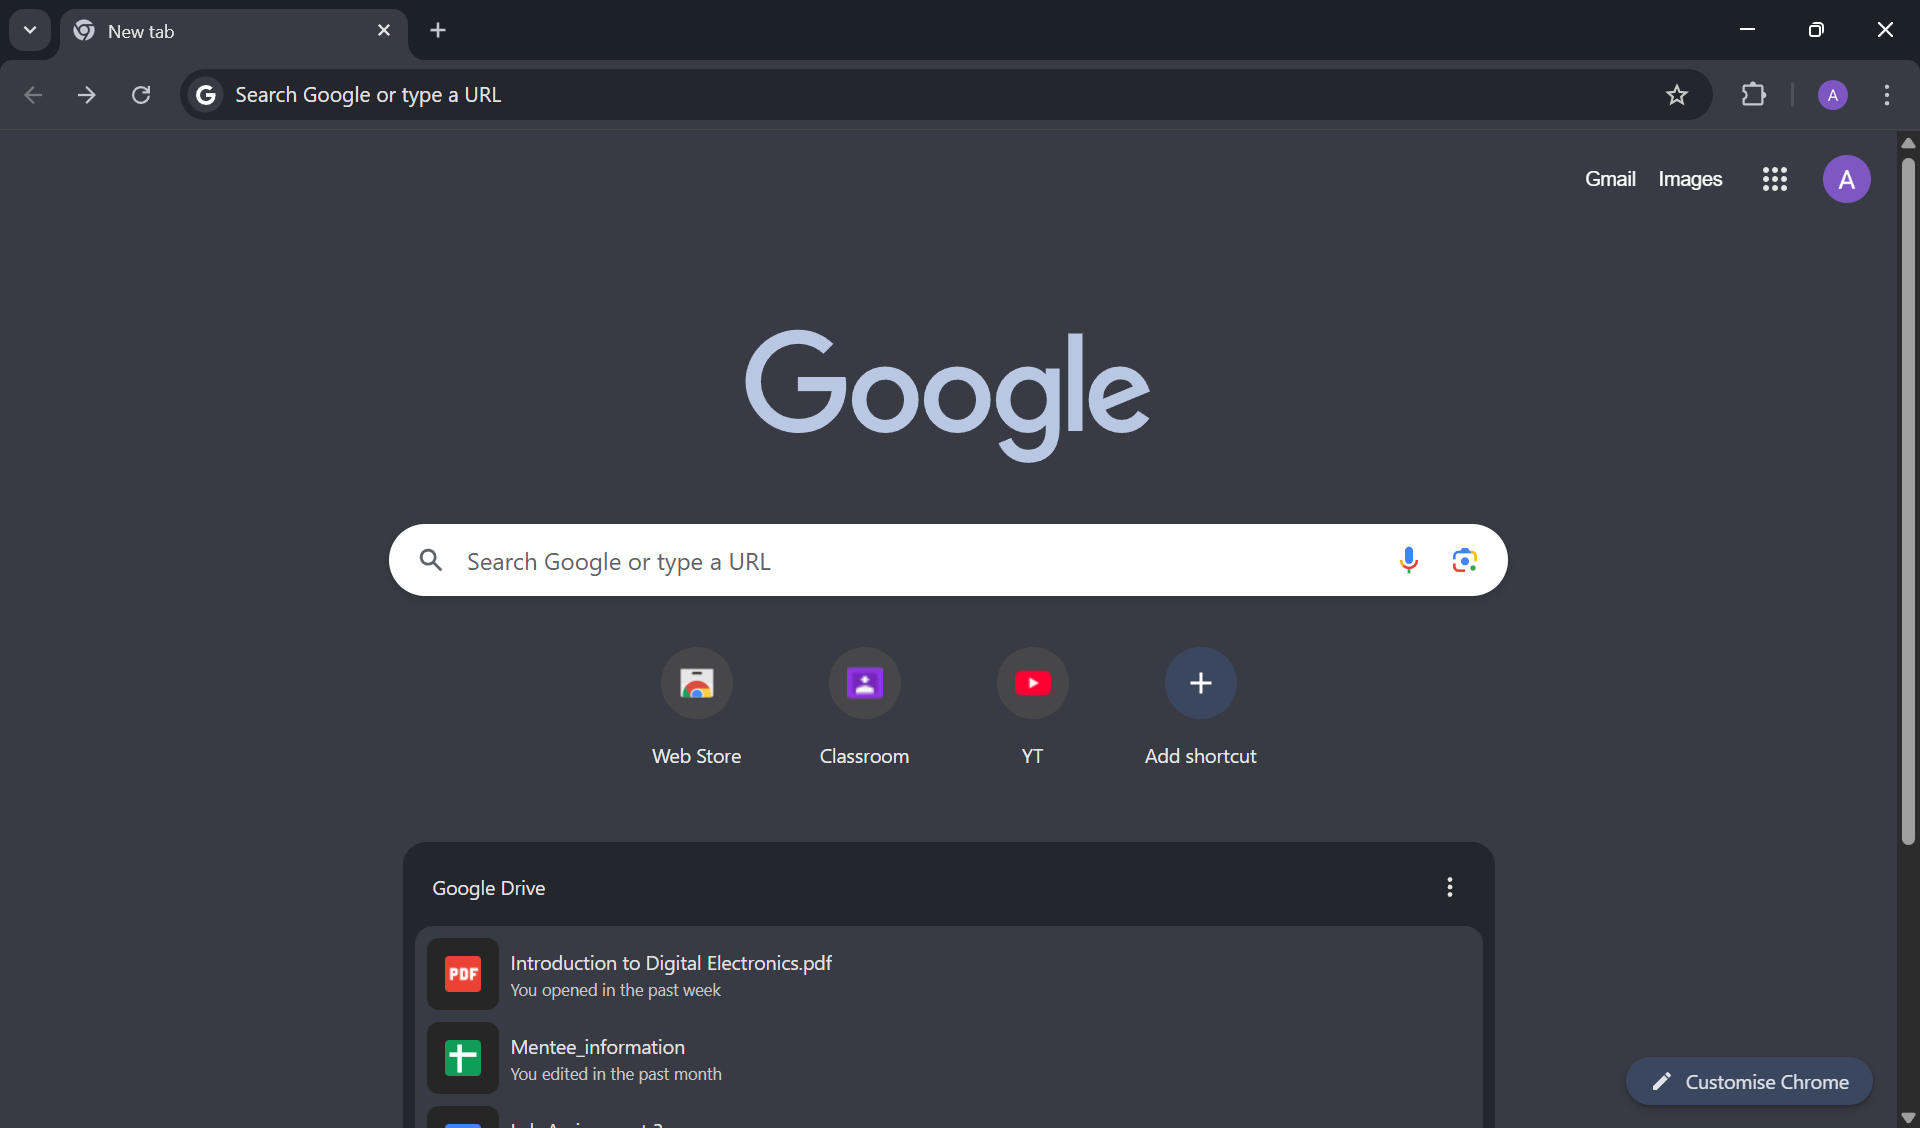 New tab
Search Google or type a URL
A
Gmail Images
A
Google
Search Google or type a URL
Web Store Classroom YT Add shortcut
Google Drive
PDF
Introduction to Digital Electronics.pdf
You opened in the past week
Mentee_information
You edited in the past month
Customise Chrome